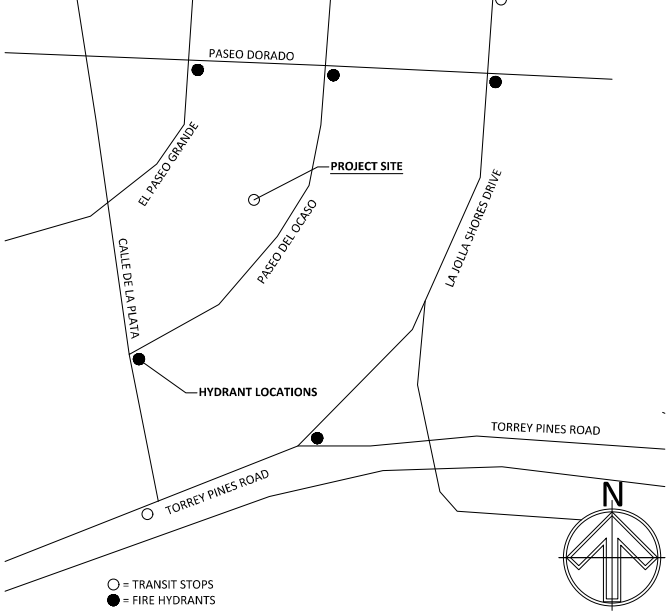 PASEO DORADO
PROJECT SITE
EL PASEO GRANDE
PASEO DEL OCASO
LA JOLLA SHORES DRIVE
CALLE DE LA PLATA
HYDRANT LOCATIONS
TORREY PINES ROAD
TORREY PINES ROAD
N
= TRANSIT STOPS
= FIRE HYDRANTS